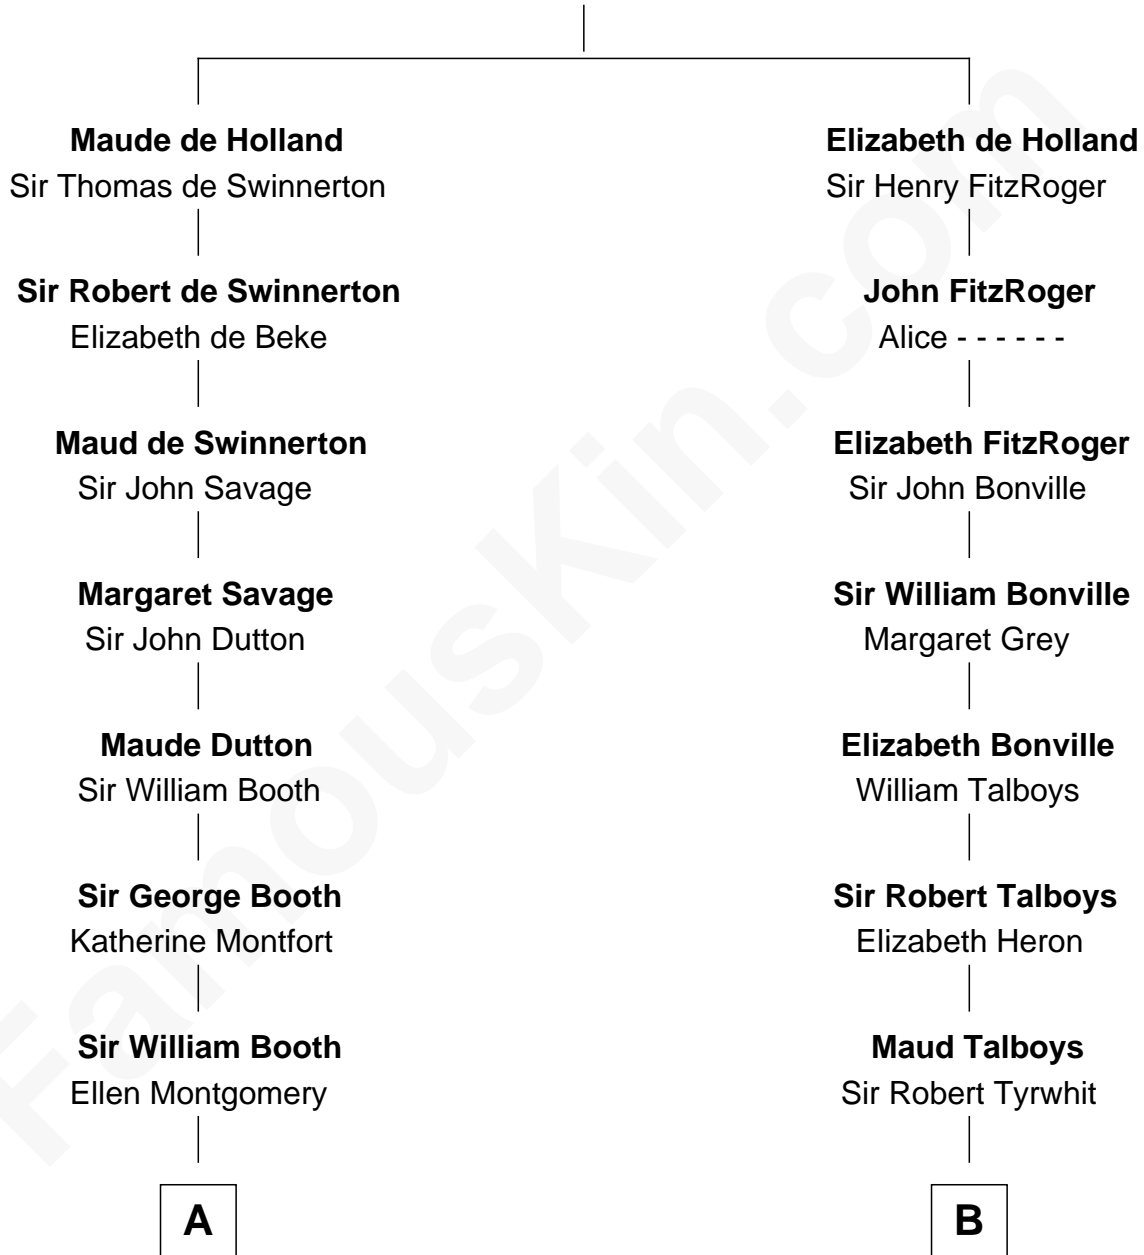 Maude de Holland
Sir Thomas de Swinnerton
Sir Robert de Swinnerton
Elizabeth de Beke
Maud de Swinnerton
Sir John Savage
Margaret Savage
Sir John Dutton
Maude Dutton
Sir William Booth
Sir George Booth
Katherine Montfort
Sir William Booth
Ellen Montgomery
A
Elizabeth de Holland
Sir Henry FitzRoger
John FitzRoger
Alice - - - - - -
Elizabeth FitzRoger
Sir John Bonville
Sir William Bonville
Margaret Grey
Elizabeth Bonville
William Talboys
Sir Robert Talboys
Elizabeth Heron
Maud Talboys
Sir Robert Tyrwhit
B
FamousKin.com